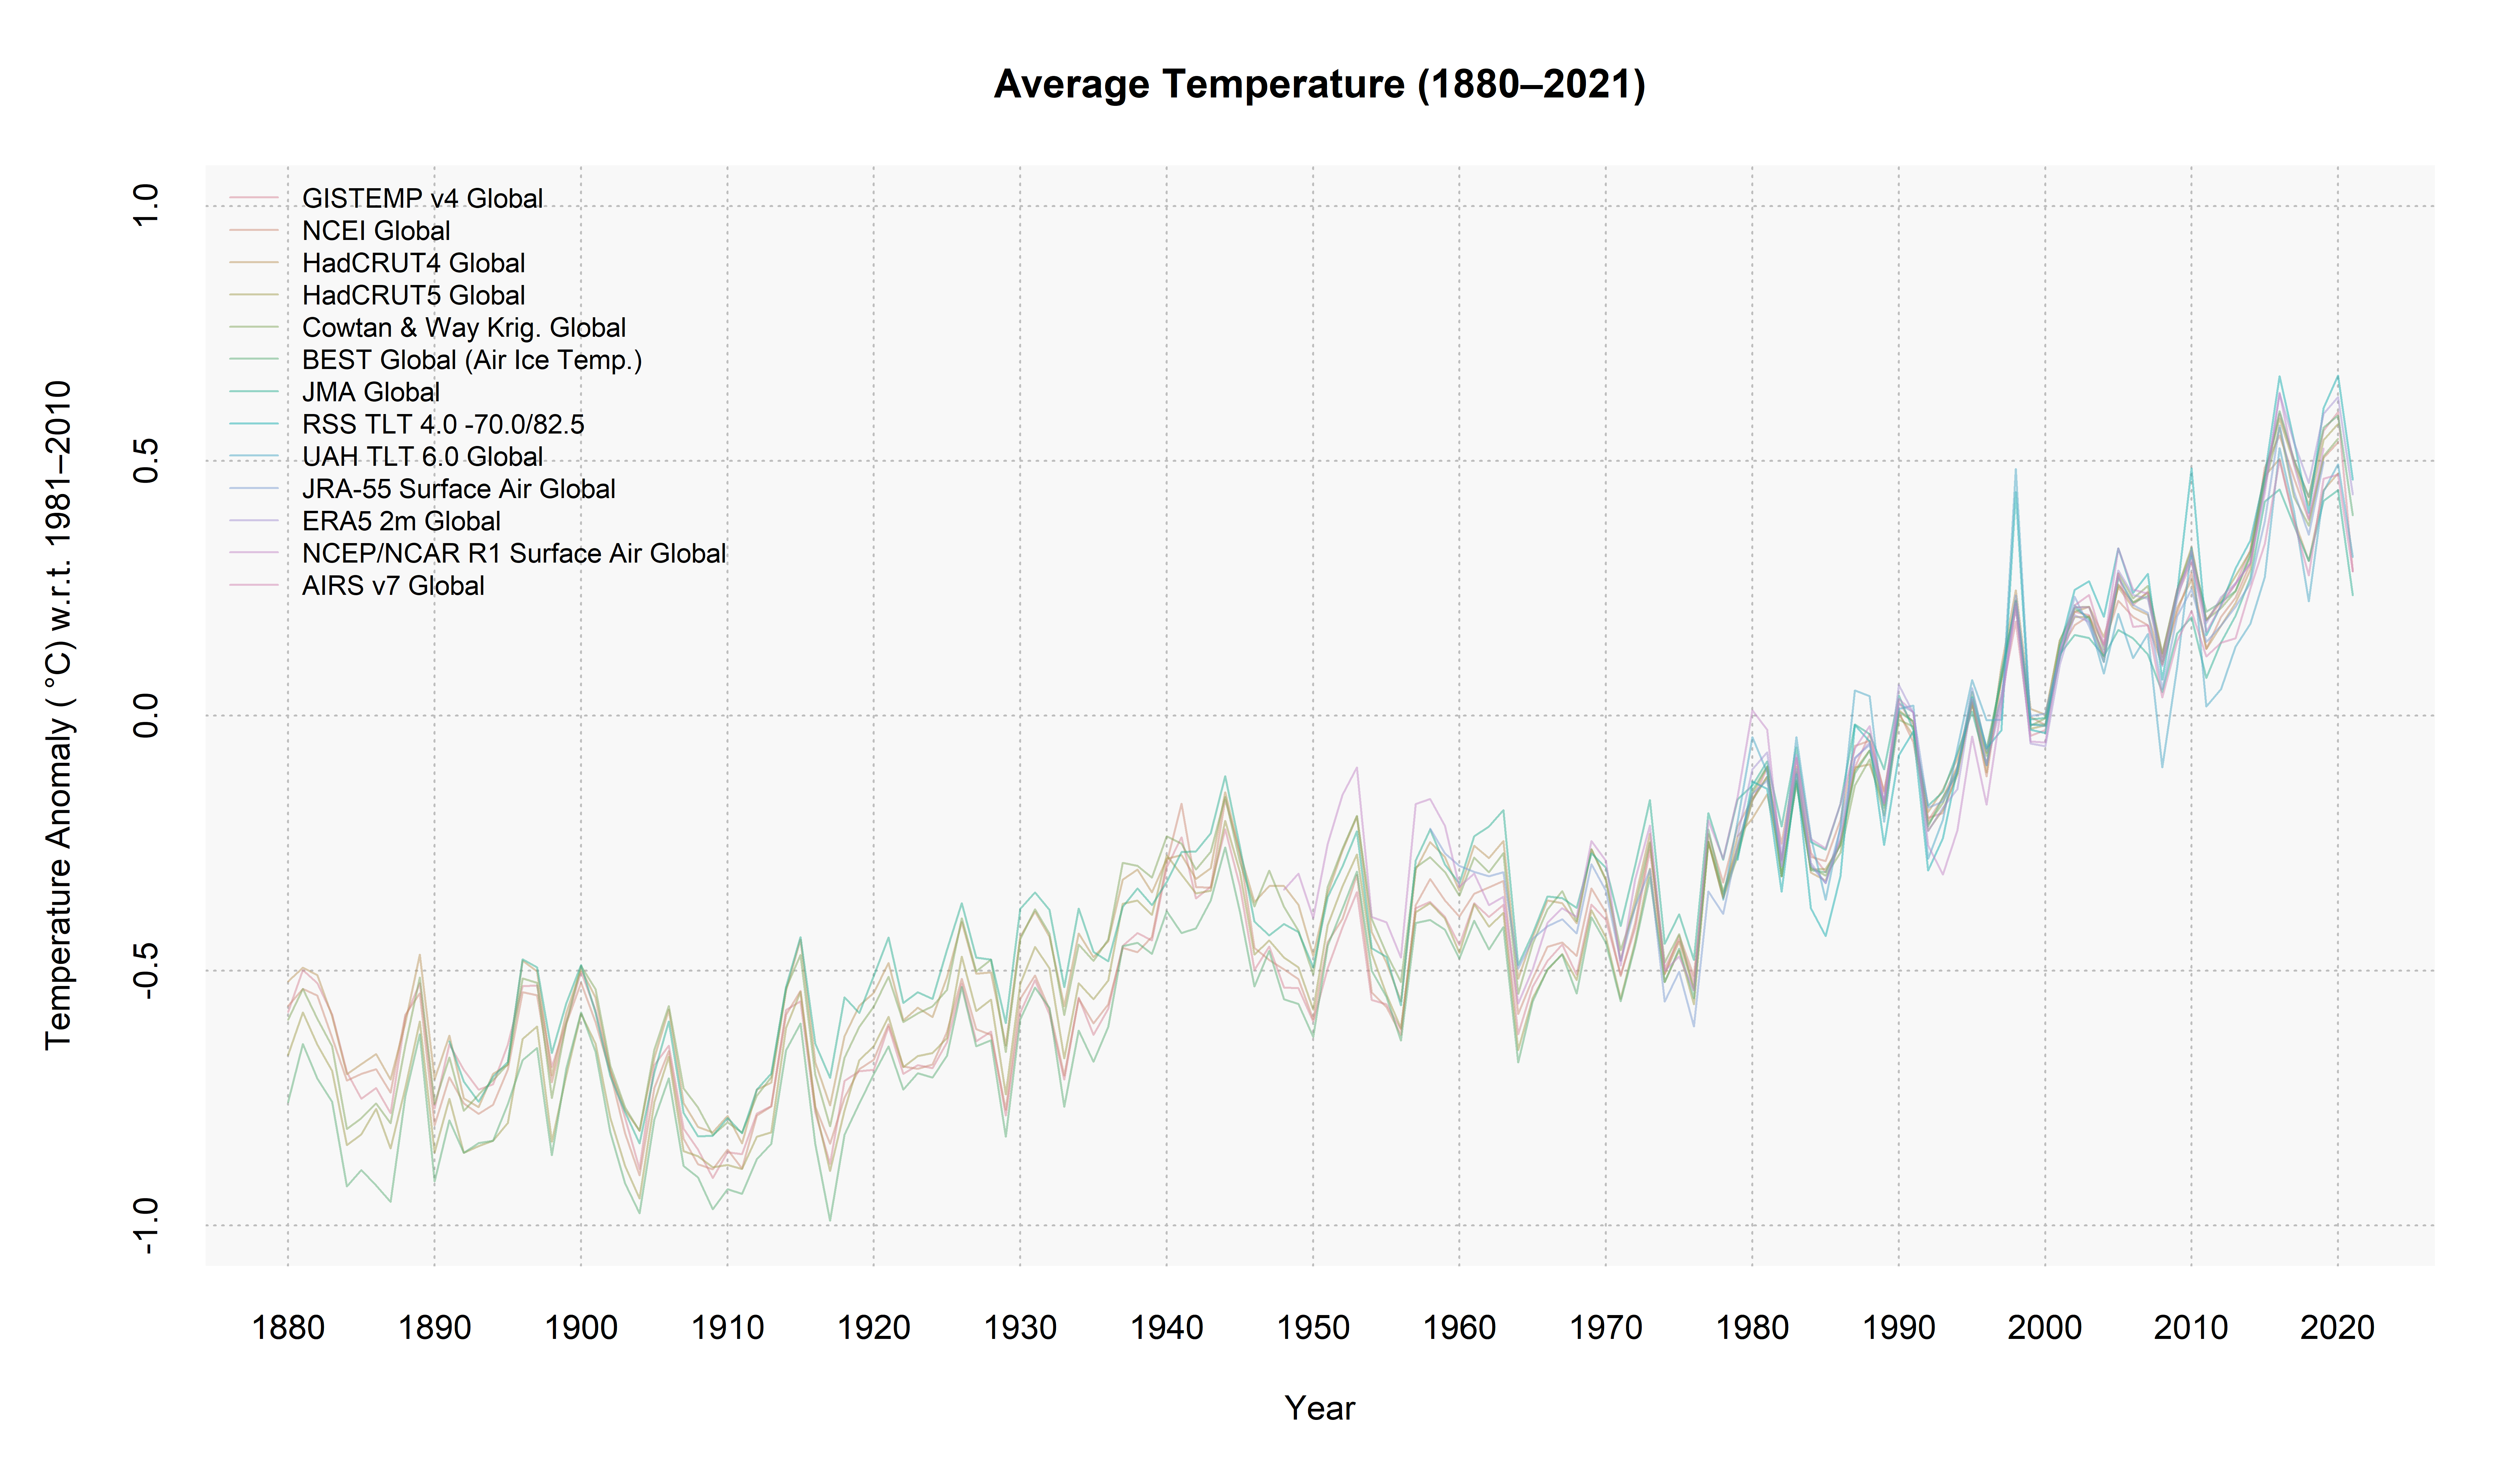 Average Temperature (1880–2021)
Temperature Anomaly ( °C) w.r.t. 1981–2010
1.0
0.5
0.0
-0.5
-1.0
GISTEMP v4 Global
NCEI Global
HadCRUT4 Global
HadCRUT5 Global
Cowtan & Way Krig. Global
BEST Global (Air Ice Temp.)
JMA Global
RSS TLT 4.0 -70.0/82.5
UAH TLT 6.0 Global
JRA-55 Surface Air Global
ERA5 2m Global
NCEP/NCAR R1 Surface Air Global
AIRS v7 Global
1880 1890 1900 1910 1920 1930 1940 1950 1960 1970 1980 1990 2000 2010 2020
Year